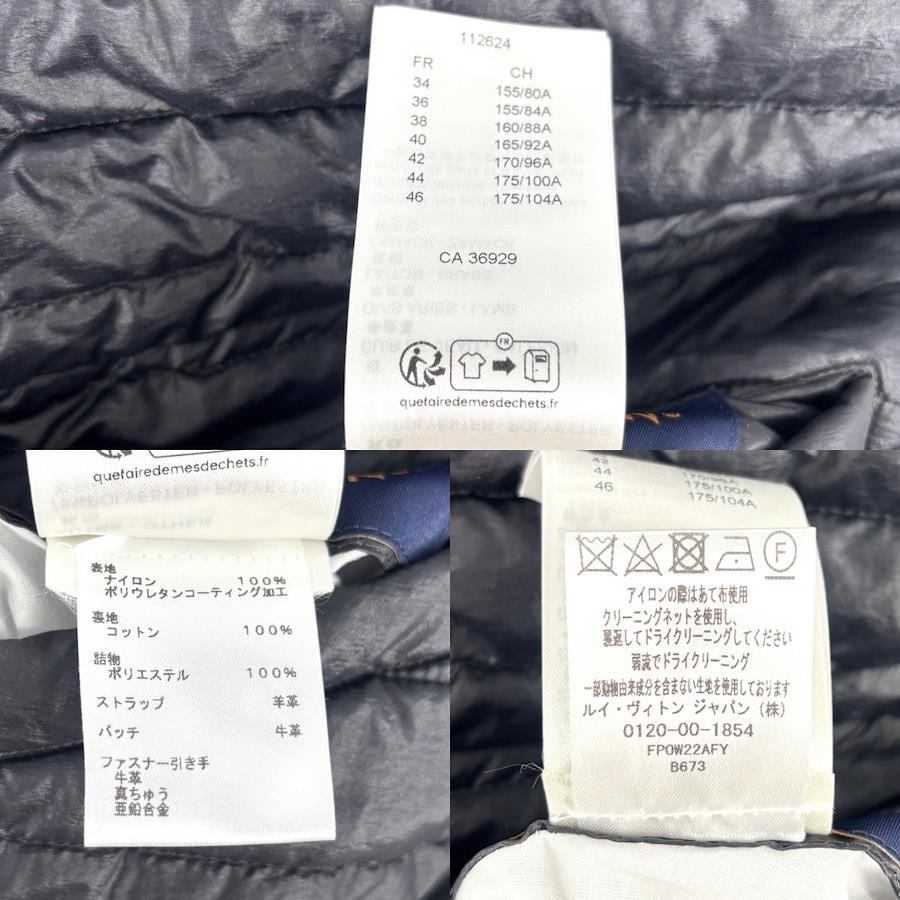 112624
FR CH
34 155/80A
36 155/84A
38 160/88A
40 165/92A
42 170/96A
44 175/100A
46 175/104A
CA 36929
FR
quefairedemesdechets.fr
quefairedemesdechets.fr
表地
ナイロン 100%
ポリウレタンコーティング加工
裏地
コットン 100%
詰物
ポリエステル 100%
ストラップ 羊革
パッチ 牛革
ファスナー引き手
牛革
真ちゅう
亜鉛合金
42 170/96A
44 175/100A
46 175/104A
F
アイロンの際はあて布使用
クリーニングネットを使用し、
裏返してドライクリーニングしてください
弱流でドライクリーニング
一部動物由来成分を含まない生地を使用しております
ルイ・ヴィトン ジャパン（株）
0120-00-1854
FPOW22AFY
B673